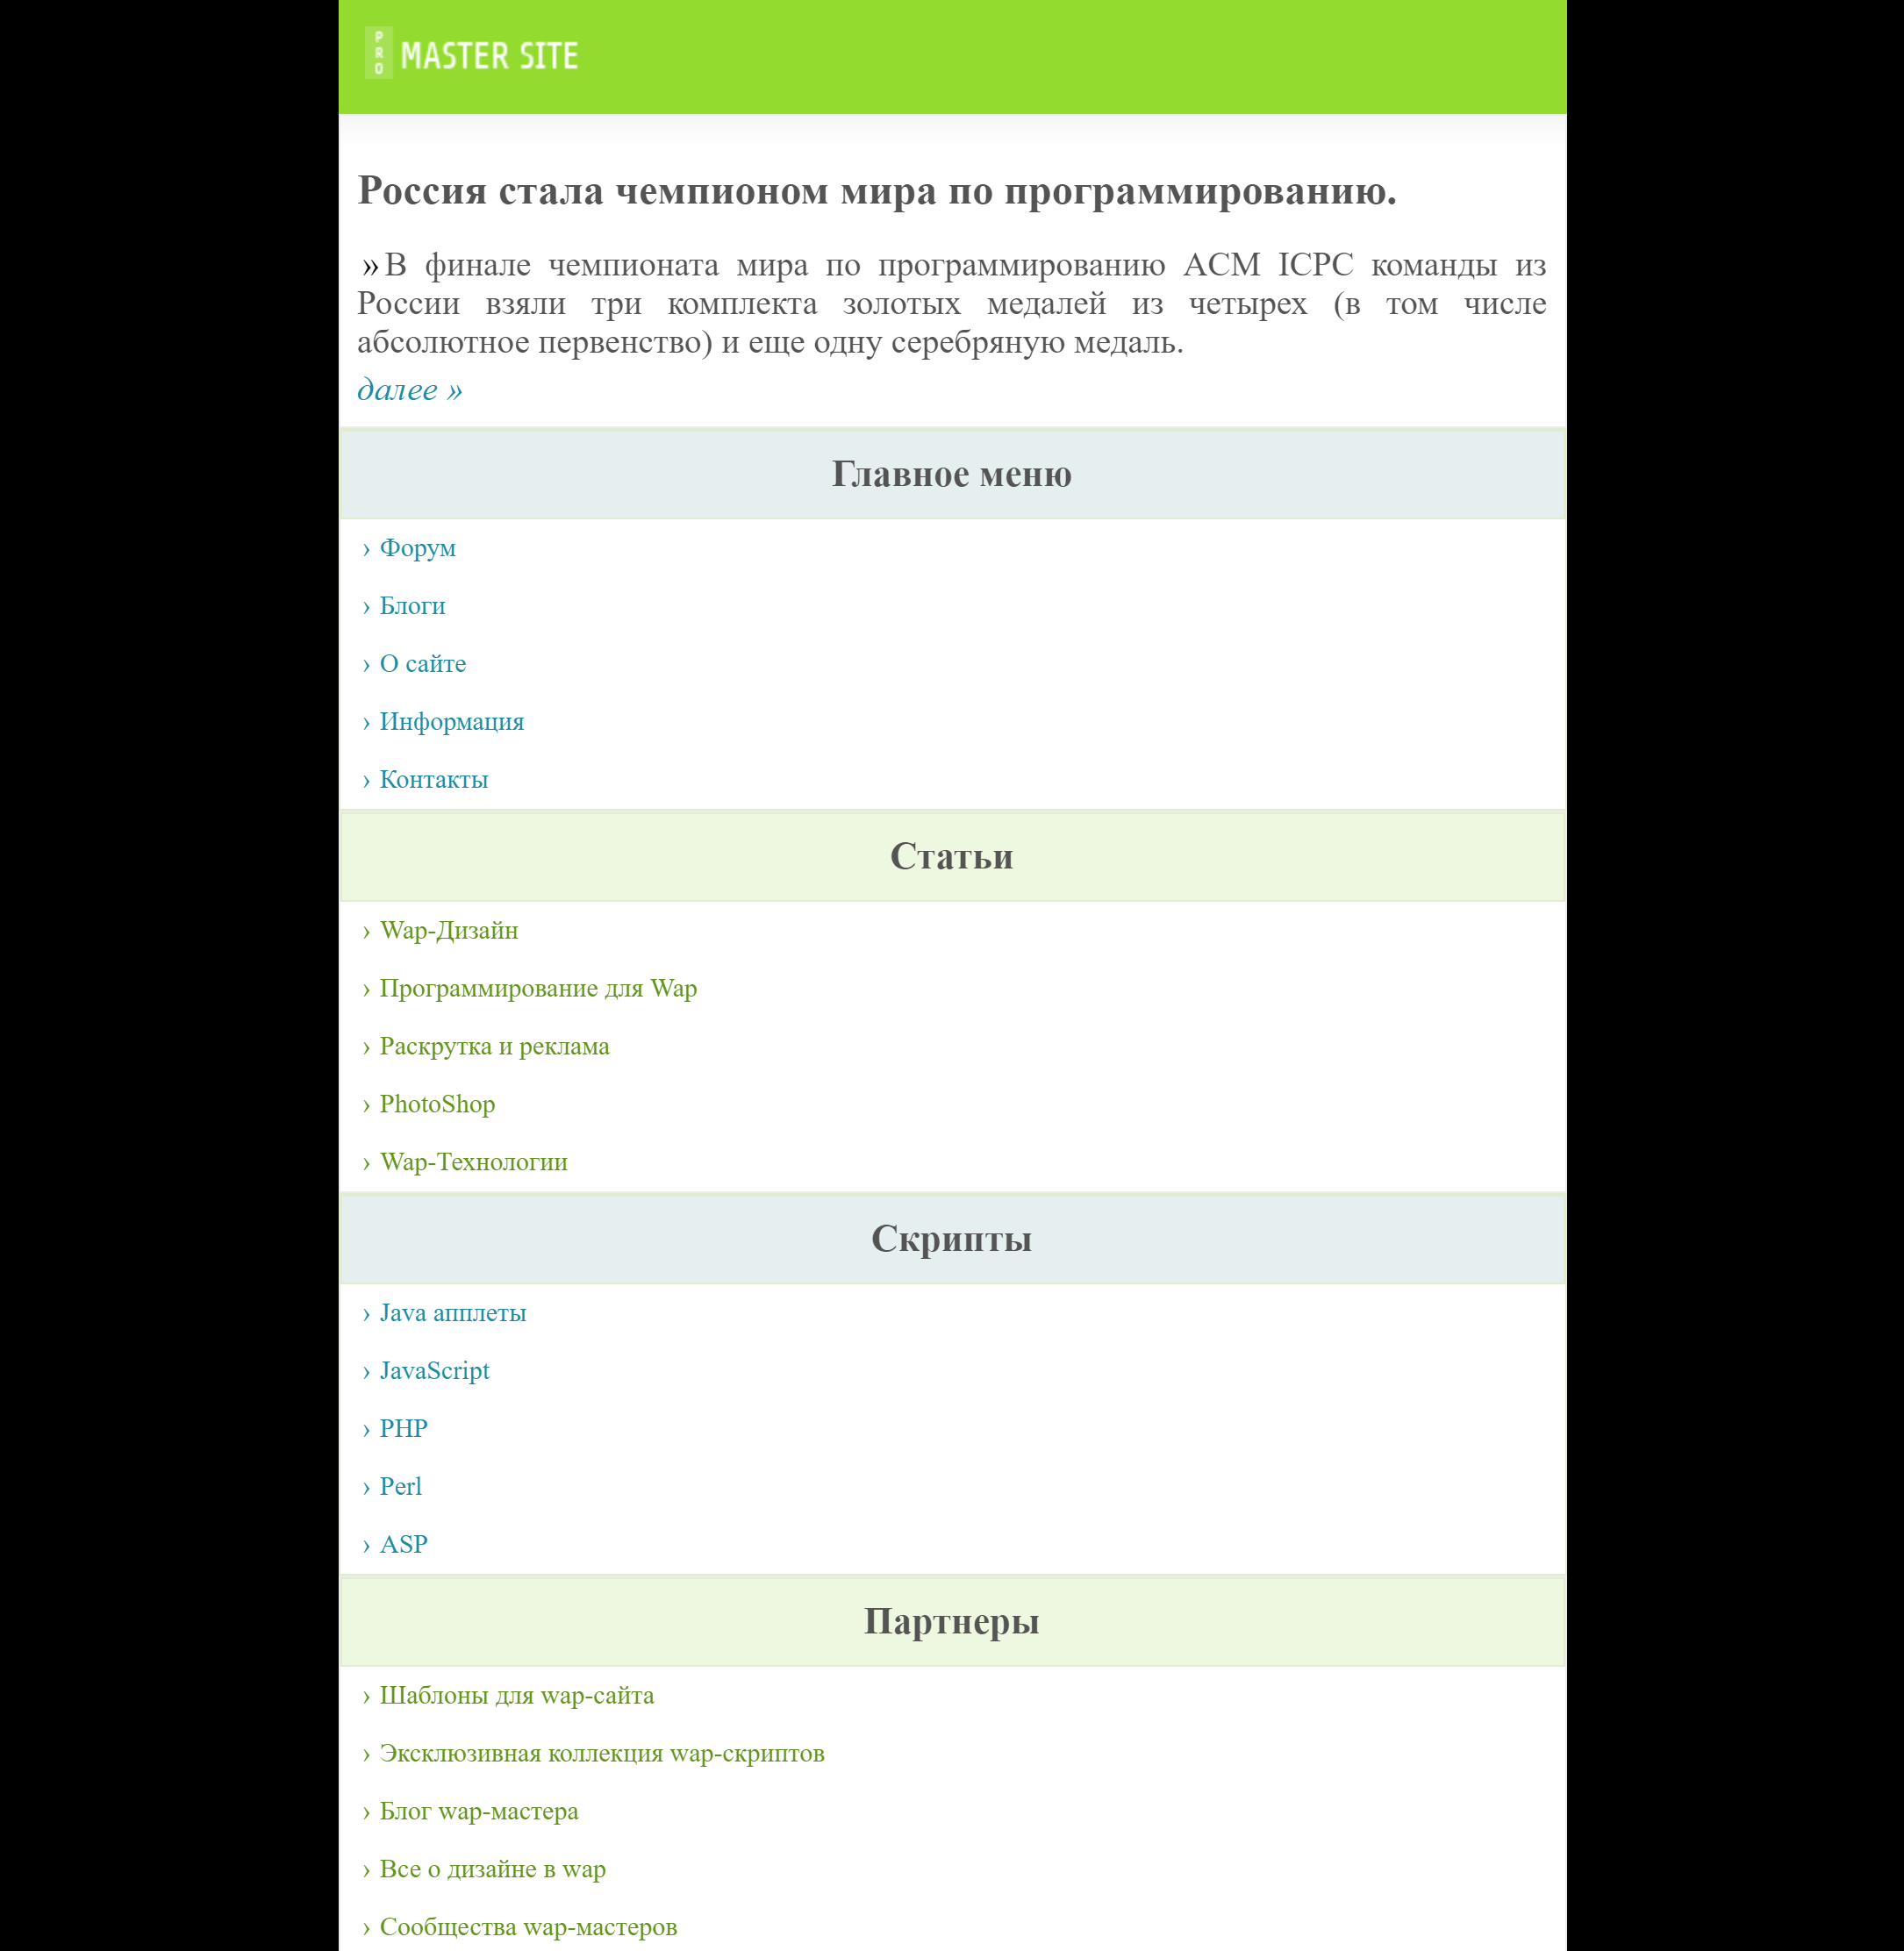 PRO MASTER SITE
Россия стала чемпионом мира по программированию.
» В финале чемпионата мира по программированию ACM ICPC команды из
России взяли три комплекта золотых медалей из четырех (в том числе
абсолютное первенство) и еще одну серебряную медаль.
далее »
Главное меню
› Форум
› Блоги
› О сайте
› Информация
› Контакты
Статьи
› Wap-Дизайн
› Программирование для Wap
› Раскрутка и реклама
› PhotoShop
› Wap-Технологии
Скрипты
› Java апплеты
› JavaScript
› PHP
› Perl
› ASP
Партнеры
› Шаблоны для wap-сайта
› Эксклюзивная коллекция wap-скриптов
› Блог wap-мастера
› Все о дизайне в wap
› Сообщества wap-мастеров